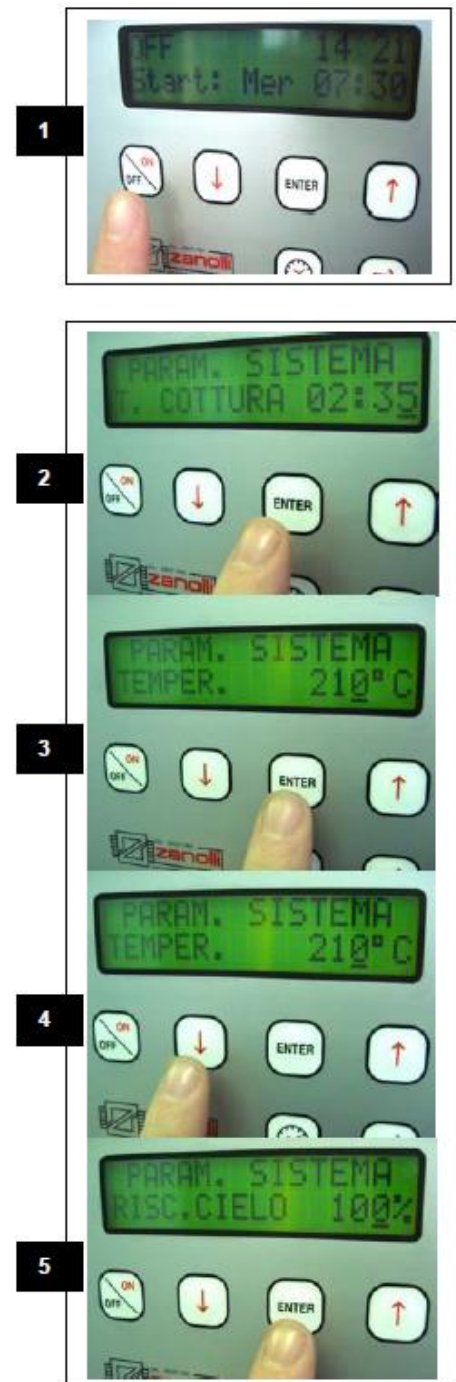 1
OFF 14 21
Start: Mer 07:30
ON
OFF
↓
ENTER
↑
zanolli
2
PARAM. SISTEMA
T. COTTURA 02:35
ON
OFF
↓
ENTER
↑
zanolli
3
PARAM. SISTEMA
TEMPER. 210°C
ON
OFF
↓
ENTER
↑
zanolli
4
PARAM. SISTEMA
TEMPER. 210°C
ON
OFF
↓
ENTER
↑
5
PARAM. SISTEMA
RISC.CIELO 100%
ON
OFF
↓
ENTER
↑